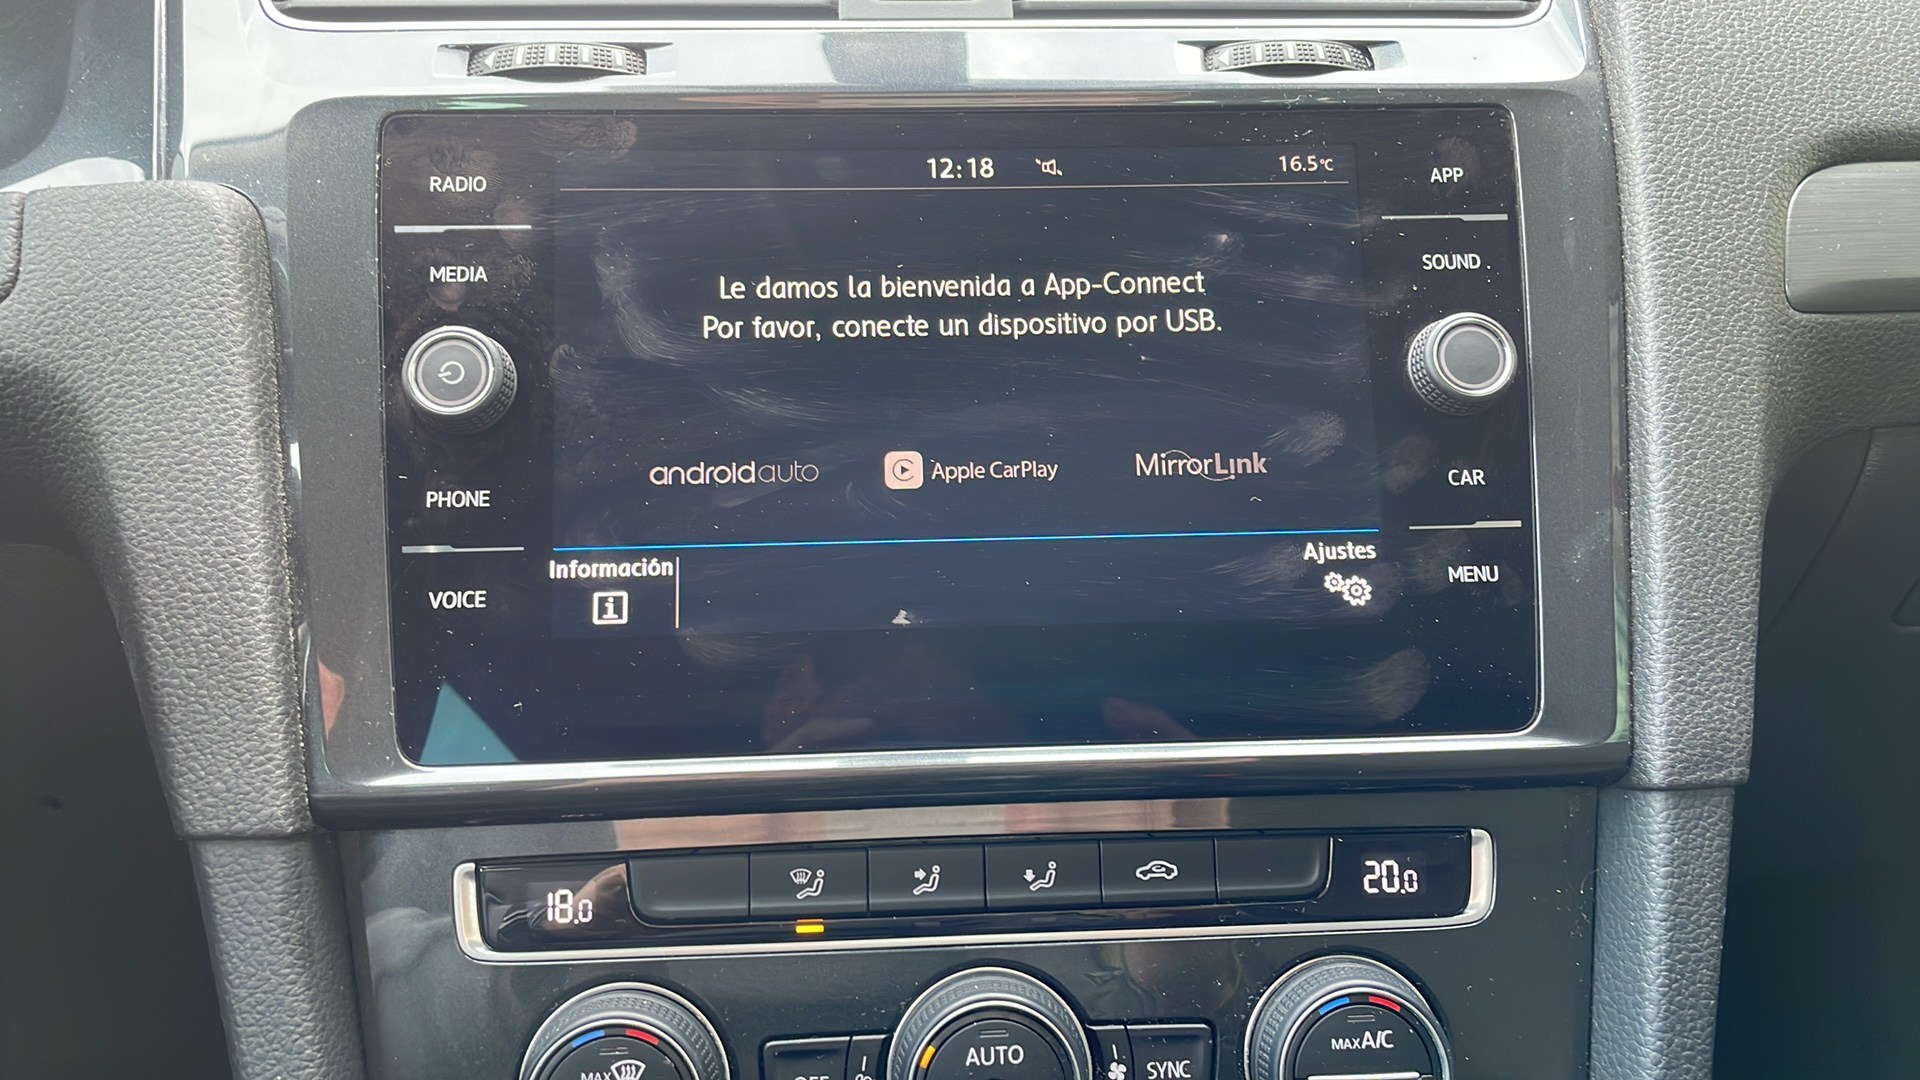 12:18
16.5°C
RADIO
MEDIA
PHONE
VOICE
Le damos la bienvenida a App-Connect
Por favor, conecte un dispositivo por USB.
androidauto
Apple CarPlay
MirrorLink
Información
i
Ajustes
APP
SOUND
CAR
MENU
18.0
20.0
MAX
OFF
AUTO
SYNC
MAX A/C